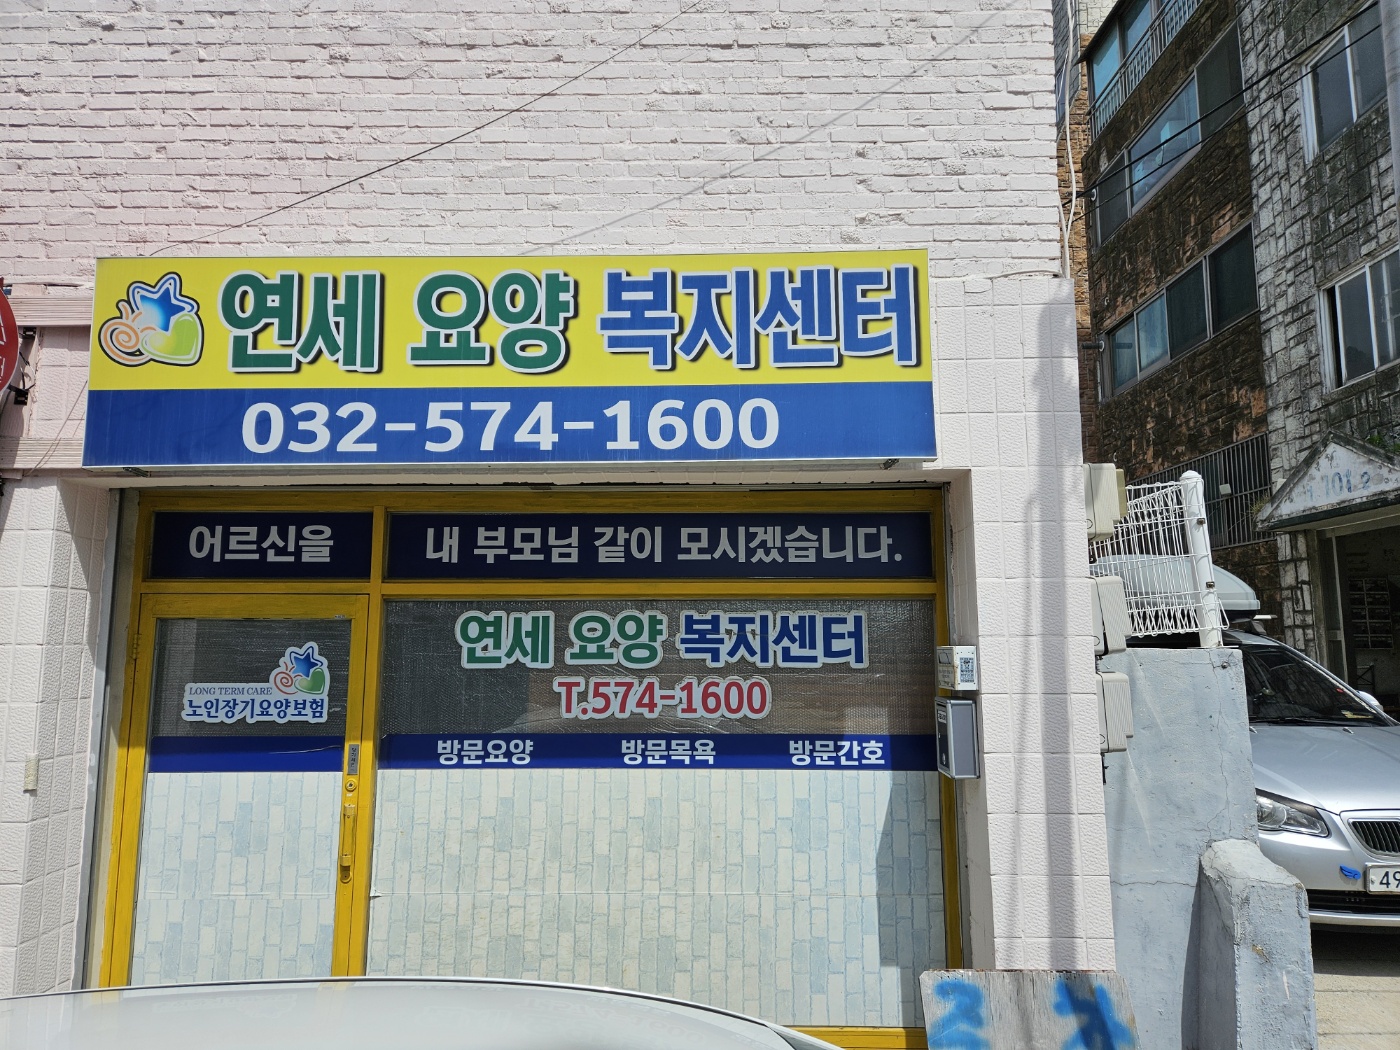 연세 요양 복지센터
032-574-1600
어르신을 내 부모님 같이 모시겠습니다.
연세 요양 복지센터
T.574-1600
LONG TERM CARE
노인장기요양보험
방문요양 방문목욕 방문간호
101
49